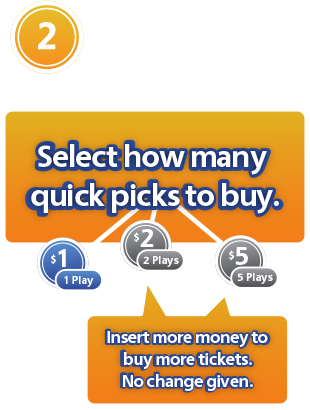 2
Select how many
quick picks to buy.
$1
1 Play
$2
2 Plays
$5
5 Plays
Insert more money to
buy more tickets.
No change given.